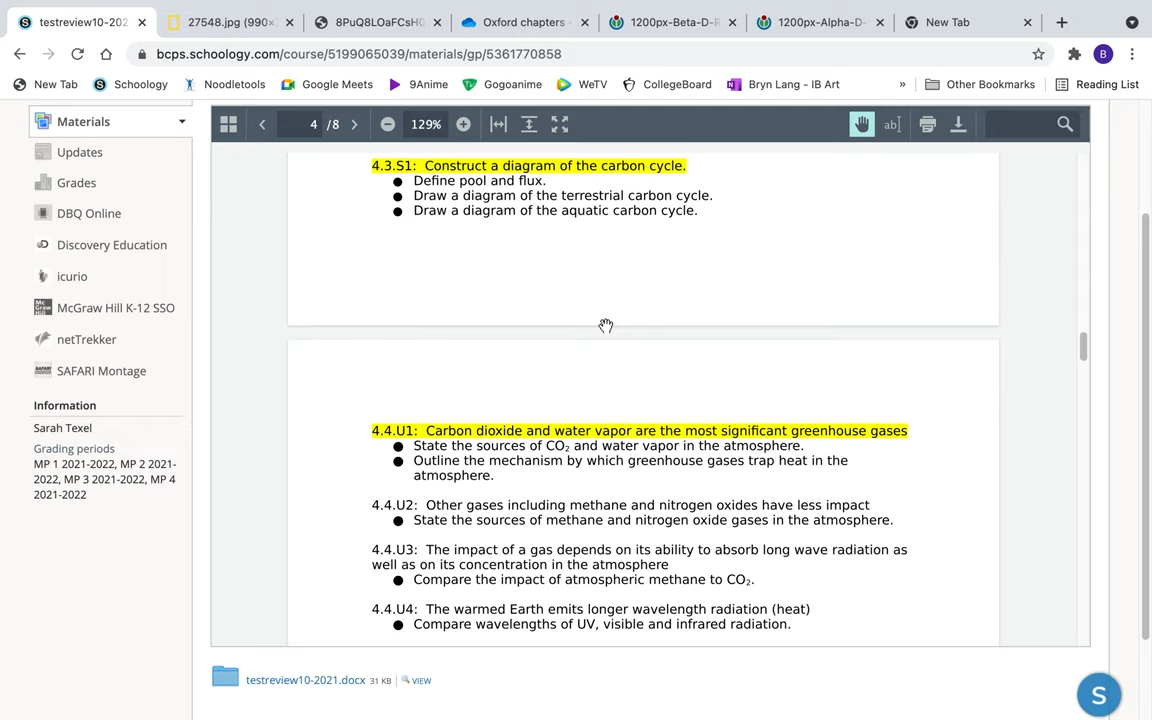 testreview10-202
27548.jpg (990×
8PuQ8LOaFCsH0
Oxford chapters -
1200px-Beta-D-R
1200px-Alpha-D-
New Tab
bcps.schoology.com/course/5199065039/materials/gp/5361770858
B
New Tab
Schoology
Noodletools
Google Meets
9Anime
Gogoanime
WeTV
CollegeBoard
Bryn Lang - IB Art
»
Other Bookmarks
Reading List
Materials
Updates
Grades
DBQ Online
Discovery Education
icurio
McGraw Hill K-12 SSO
netTrekker
SAFARI Montage
Information
Sarah Texel
Grading periods
MP 1 2021-2022, MP 2 2021-
2022, MP 3 2021-2022, MP 4
2021-2022
4 /8
129%
4.3.S1: Construct a diagram of the carbon cycle.
● Define pool and flux.
● Draw a diagram of the terrestrial carbon cycle.
● Draw a diagram of the aquatic carbon cycle.
4.4.U1: Carbon dioxide and water vapor are the most significant greenhouse gases
● State the sources of CO₂ and water vapor in the atmosphere.
● Outline the mechanism by which greenhouse gases trap heat in the
atmosphere.
4.4.U2: Other gases including methane and nitrogen oxides have less impact
● State the sources of methane and nitrogen oxide gases in the atmosphere.
4.4.U3: The impact of a gas depends on its ability to absorb long wave radiation as
well as on its concentration in the atmosphere
● Compare the impact of atmospheric methane to CO₂.
4.4.U4: The warmed Earth emits longer wavelength radiation (heat)
● Compare wavelengths of UV, visible and infrared radiation.
testreview10-2021.docx 31 KB VIEW
S